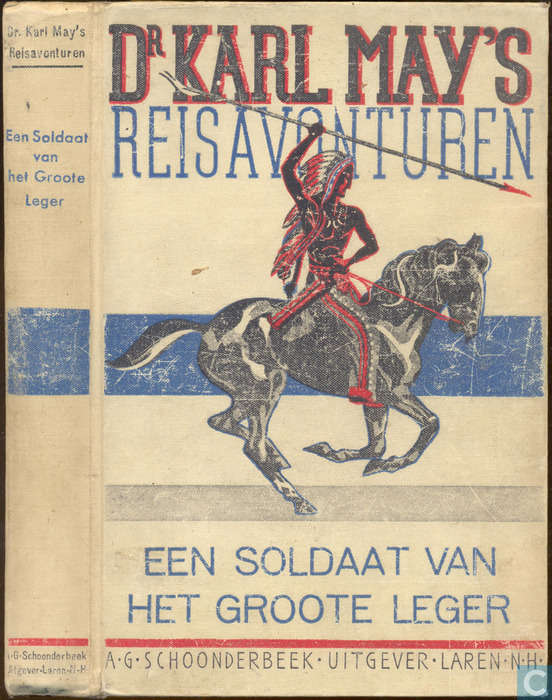 Dr. Karl May's
Reisavonturen
Een Soldaat
van
het Groote
Leger
A·G·Schoonderbeek
Uitgever-Laren-N·H·
DR KARL MAY'S
REISAVONTUREN
EEN SOLDAAT VAN
HET GROOTE LEGER
A·G·SCHOONDERBEEK·UITGEVER·LAREN·N·H·
C